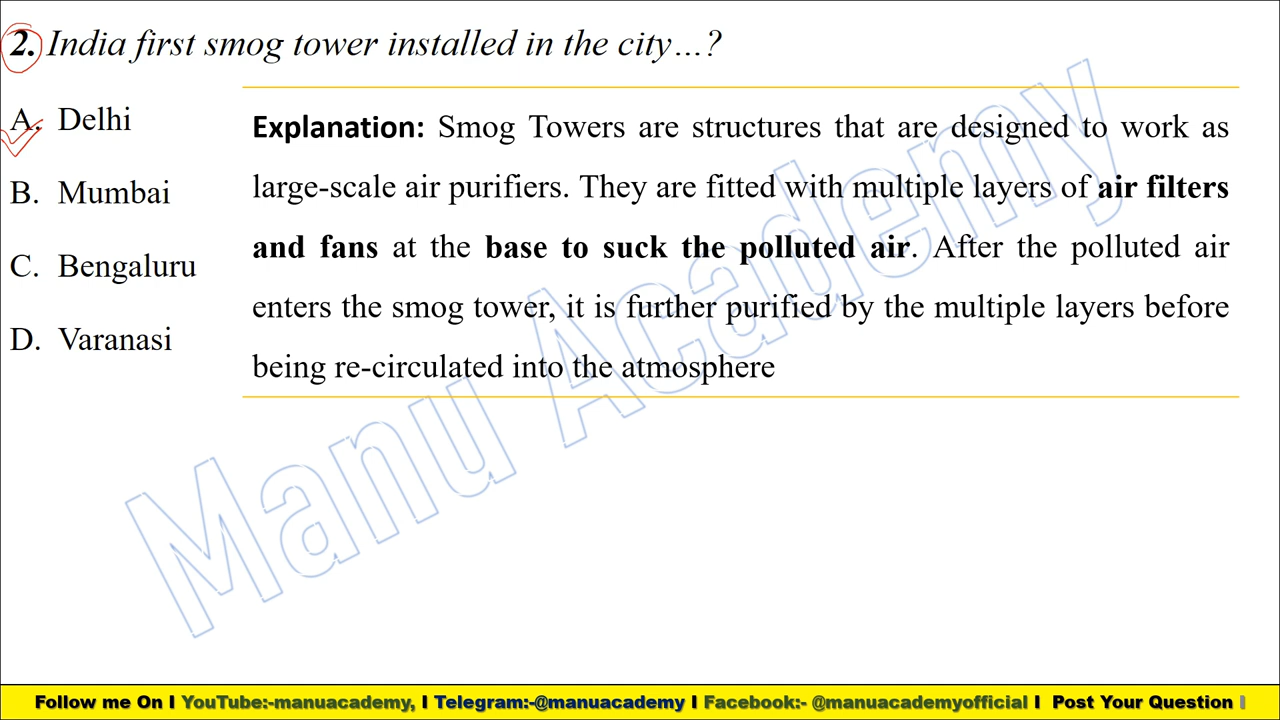 2. India first smog tower installed in the city…?
A. Delhi
B. Mumbai
C. Bengaluru
D. Varanasi
Explanation: Smog Towers are structures that are designed to work as
large-scale air purifiers. They are fitted with multiple layers of air filters
and fans at the base to suck the polluted air. After the polluted air
enters the smog tower, it is further purified by the multiple layers before
being re-circulated into the atmosphere
Manu Academy
Follow me On I YouTube:-manuacademy, I Telegram:-@manuacademy I Facebook:- @manuacademyofficial I Post Your Question I